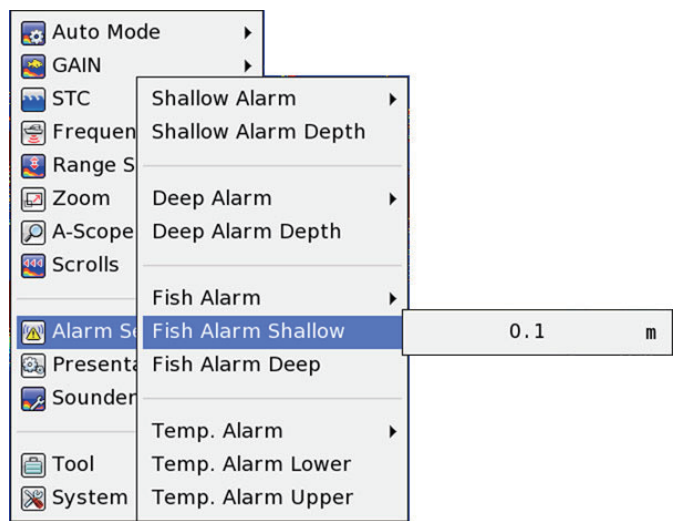 Auto Mode
GAIN
STC
Frequen
Range S
Zoom
A-Scope
Scrolls
Alarm Se
Presenta
Sounder
Tool
System
Shallow Alarm
Shallow Alarm Depth
Deep Alarm
Deep Alarm Depth
Fish Alarm
Fish Alarm Shallow
Fish Alarm Deep
Temp. Alarm
Temp. Alarm Lower
Temp. Alarm Upper
0.1 m